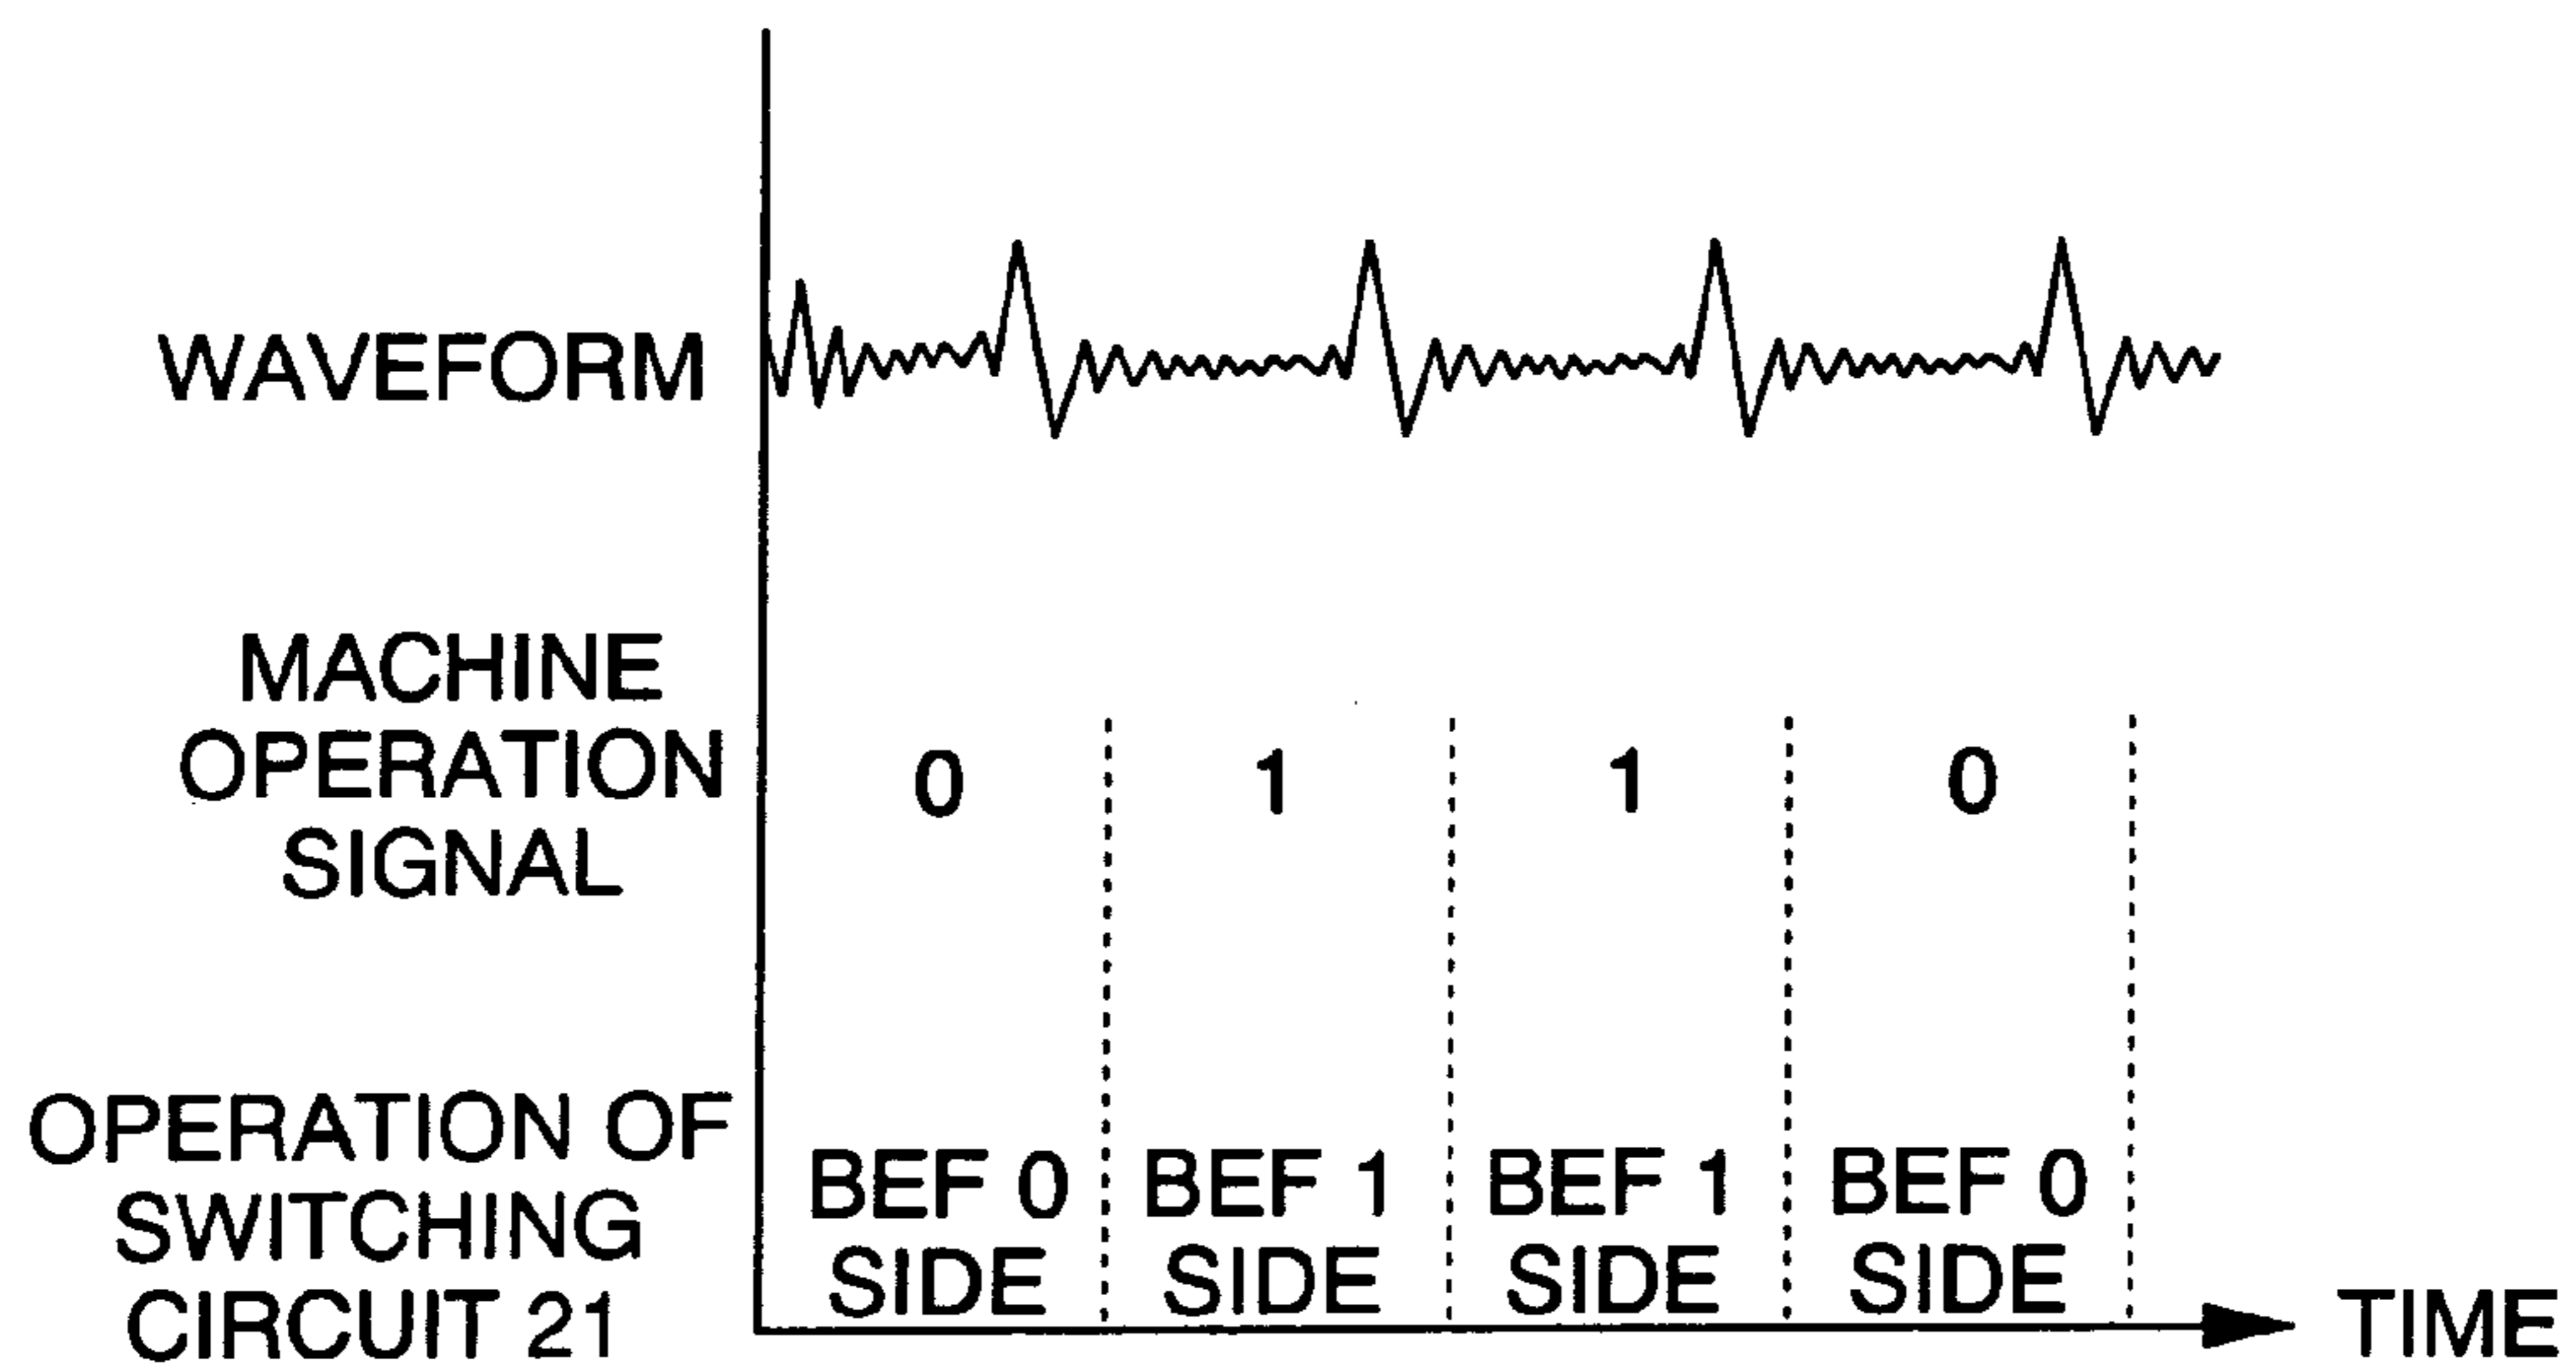 WAVEFORM
MACHINE
OPERATION
SIGNAL
0 1 1 0
OPERATION OF
SWITCHING
CIRCUIT 21
BEF 0 BEF 1 BEF 1 BEF 0
SIDE SIDE SIDE SIDE
TIME